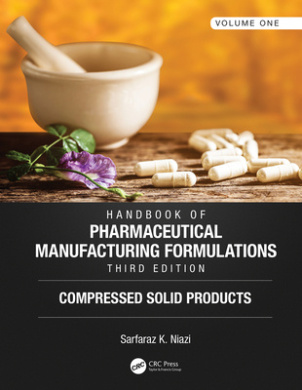 VOLUME ONE
HANDBOOK OF
PHARMACEUTICAL
MANUFACTURING FORMULATIONS
THIRD EDITION
COMPRESSED SOLID PRODUCTS
Sarfaraz K. Niazi
CRC Press
Taylor & Francis Group